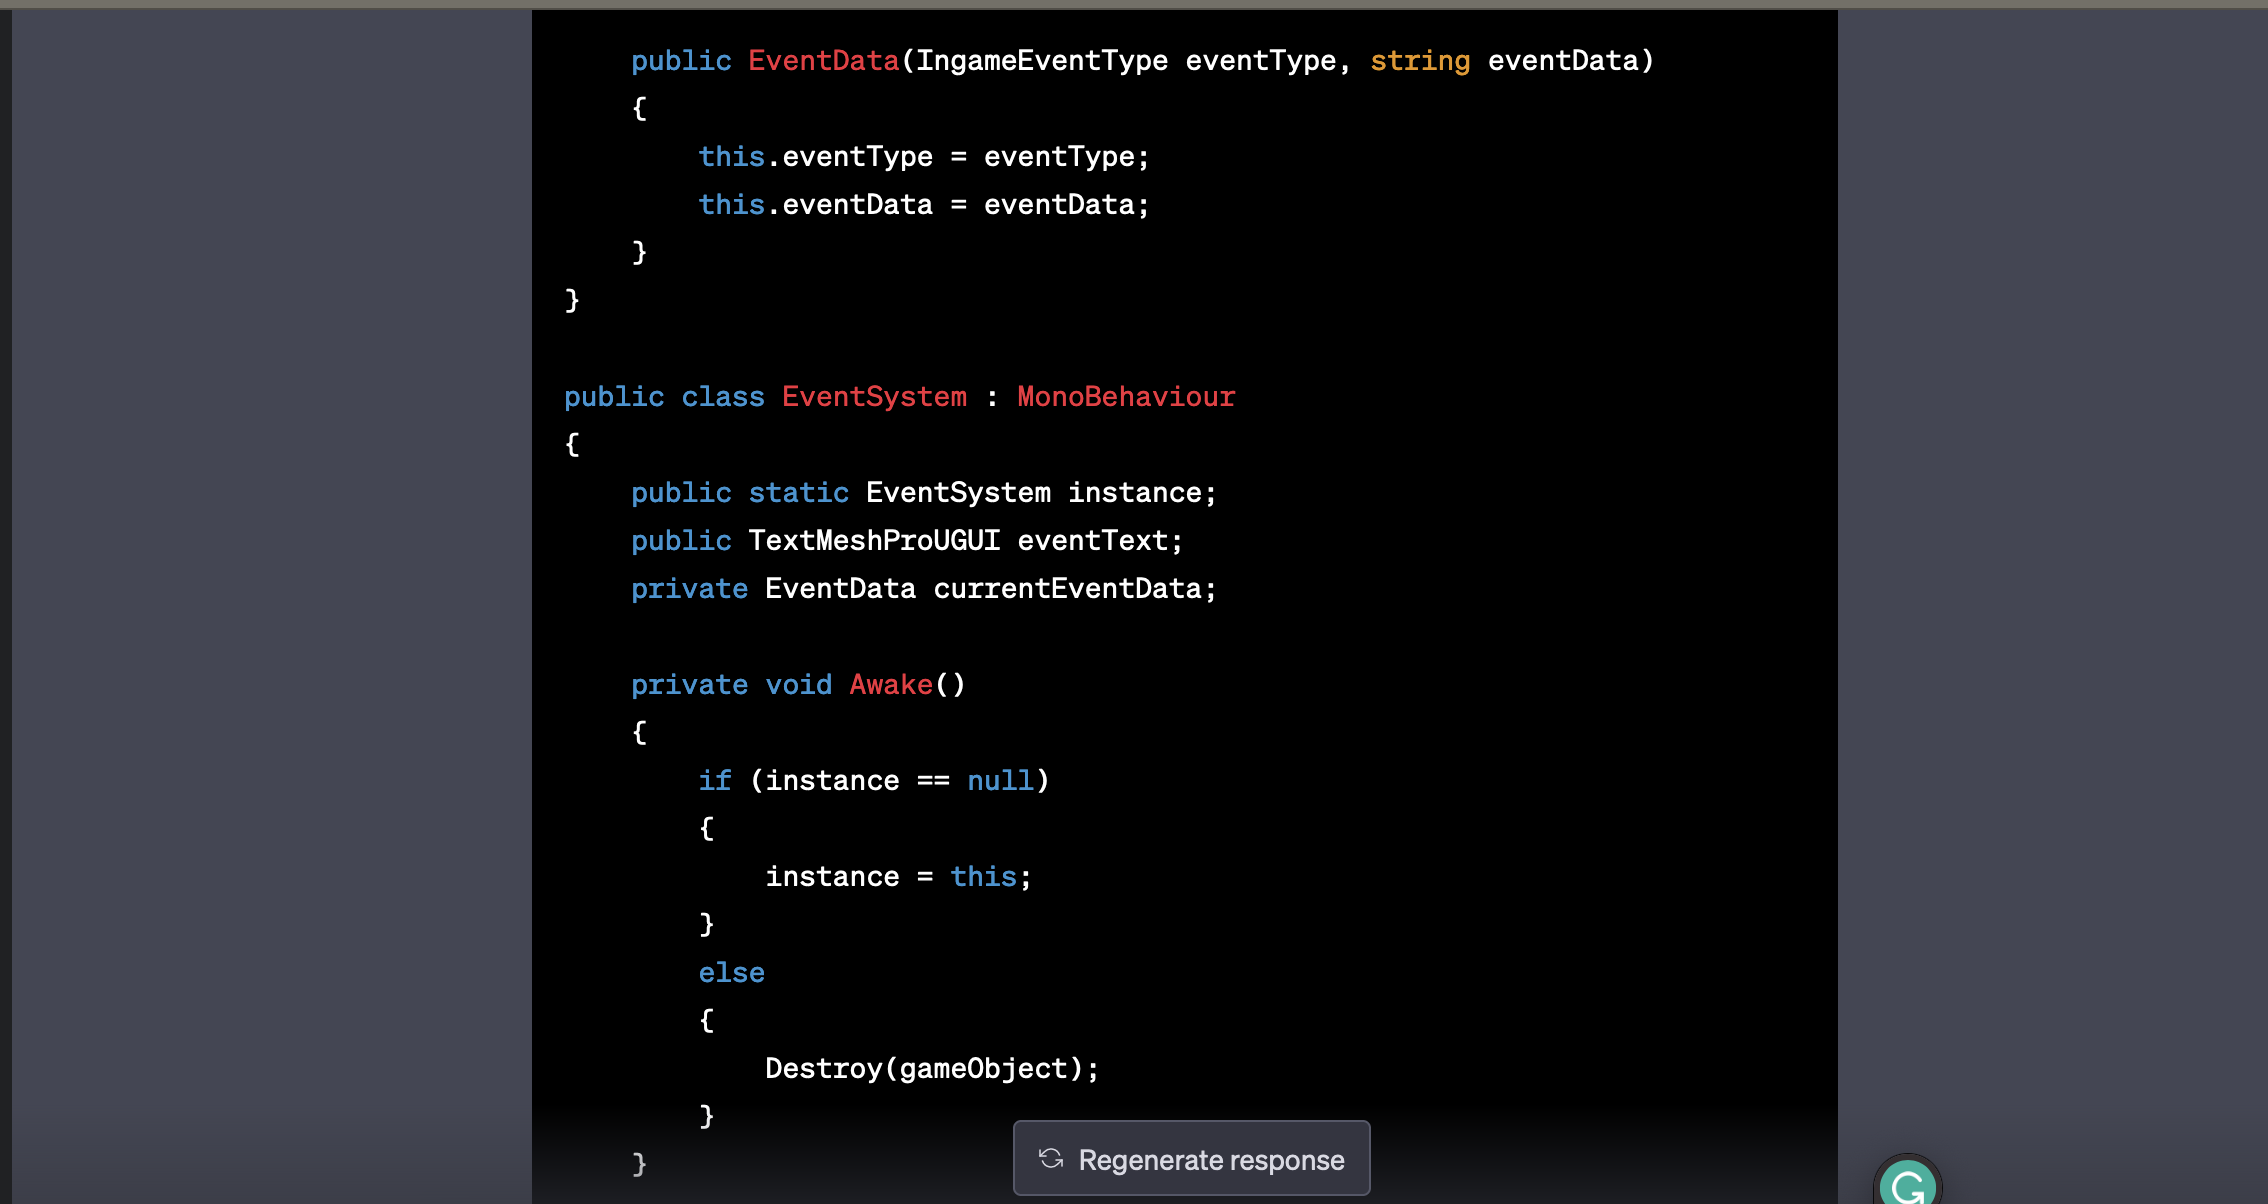 public EventData(IngameEventType eventType, string eventData)
{
this.eventType = eventType;
this.eventData = eventData;
}
}
public class EventSystem : MonoBehaviour
{
public static EventSystem instance;
public TextMeshProUGUI eventText;
private EventData currentEventData;
private void Awake()
{
if (instance == null)
{
instance = this;
}
else
{
Destroy(gameObject);
}
}
Regenerate response